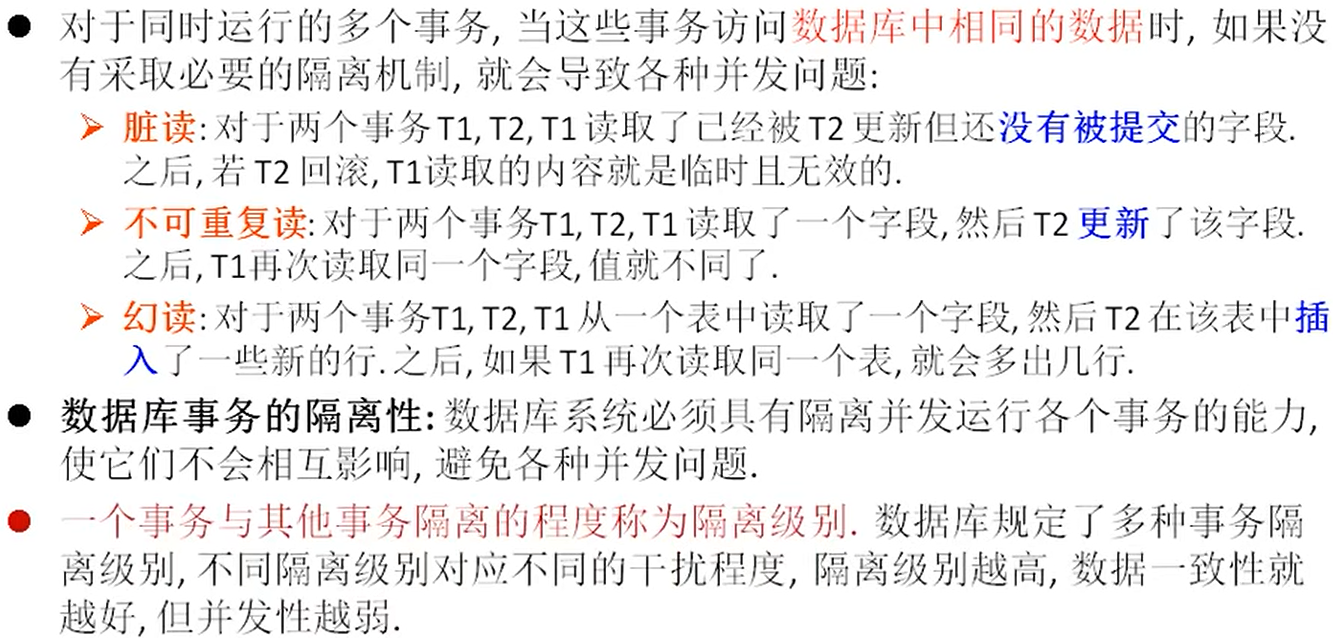 ● 对于同时运行的多个事务, 当这些事务访问数据库中相同的数据时, 如果没
有采取必要的隔离机制, 就会导致各种并发问题:
➢ 脏读: 对于两个事务 T1, T2, T1 读取了已经被 T2 更新但还没有被提交的字段.
之后, 若 T2 回滚, T1读取的内容就是临时且无效的.
➢ 不可重复读: 对于两个事务T1, T2, T1 读取了一个字段, 然后 T2 更新了该字段.
之后, T1再次读取同一个字段, 值就不同了.
➢ 幻读: 对于两个事务T1, T2, T1 从一个表中读取了一个字段, 然后 T2 在该表中插
入了一些新的行. 之后, 如果 T1 再次读取同一个表, 就会多出几行.
● 数据库事务的隔离性: 数据库系统必须具有隔离并发运行各个事务的能力,
使它们不会相互影响, 避免各种并发问题.
● 一个事务与其他事务隔离的程度称为隔离级别. 数据库规定了多种事务隔
离级别, 不同隔离级别对应不同的干扰程度, 隔离级别越高, 数据一致性就
越好, 但并发性越弱.